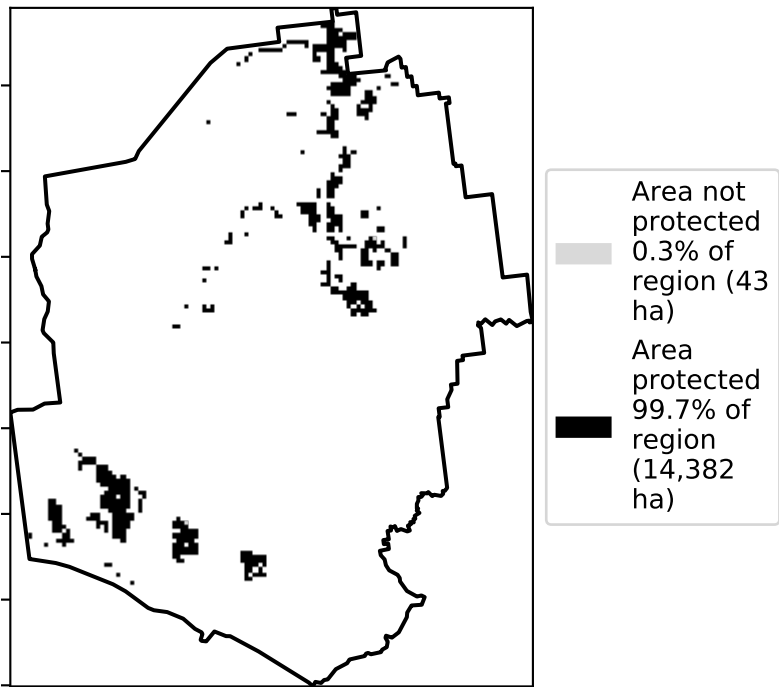 Area not
protected
0.3% of
region (43
ha)
Area
protected
99.7% of
region
(14,382
ha)